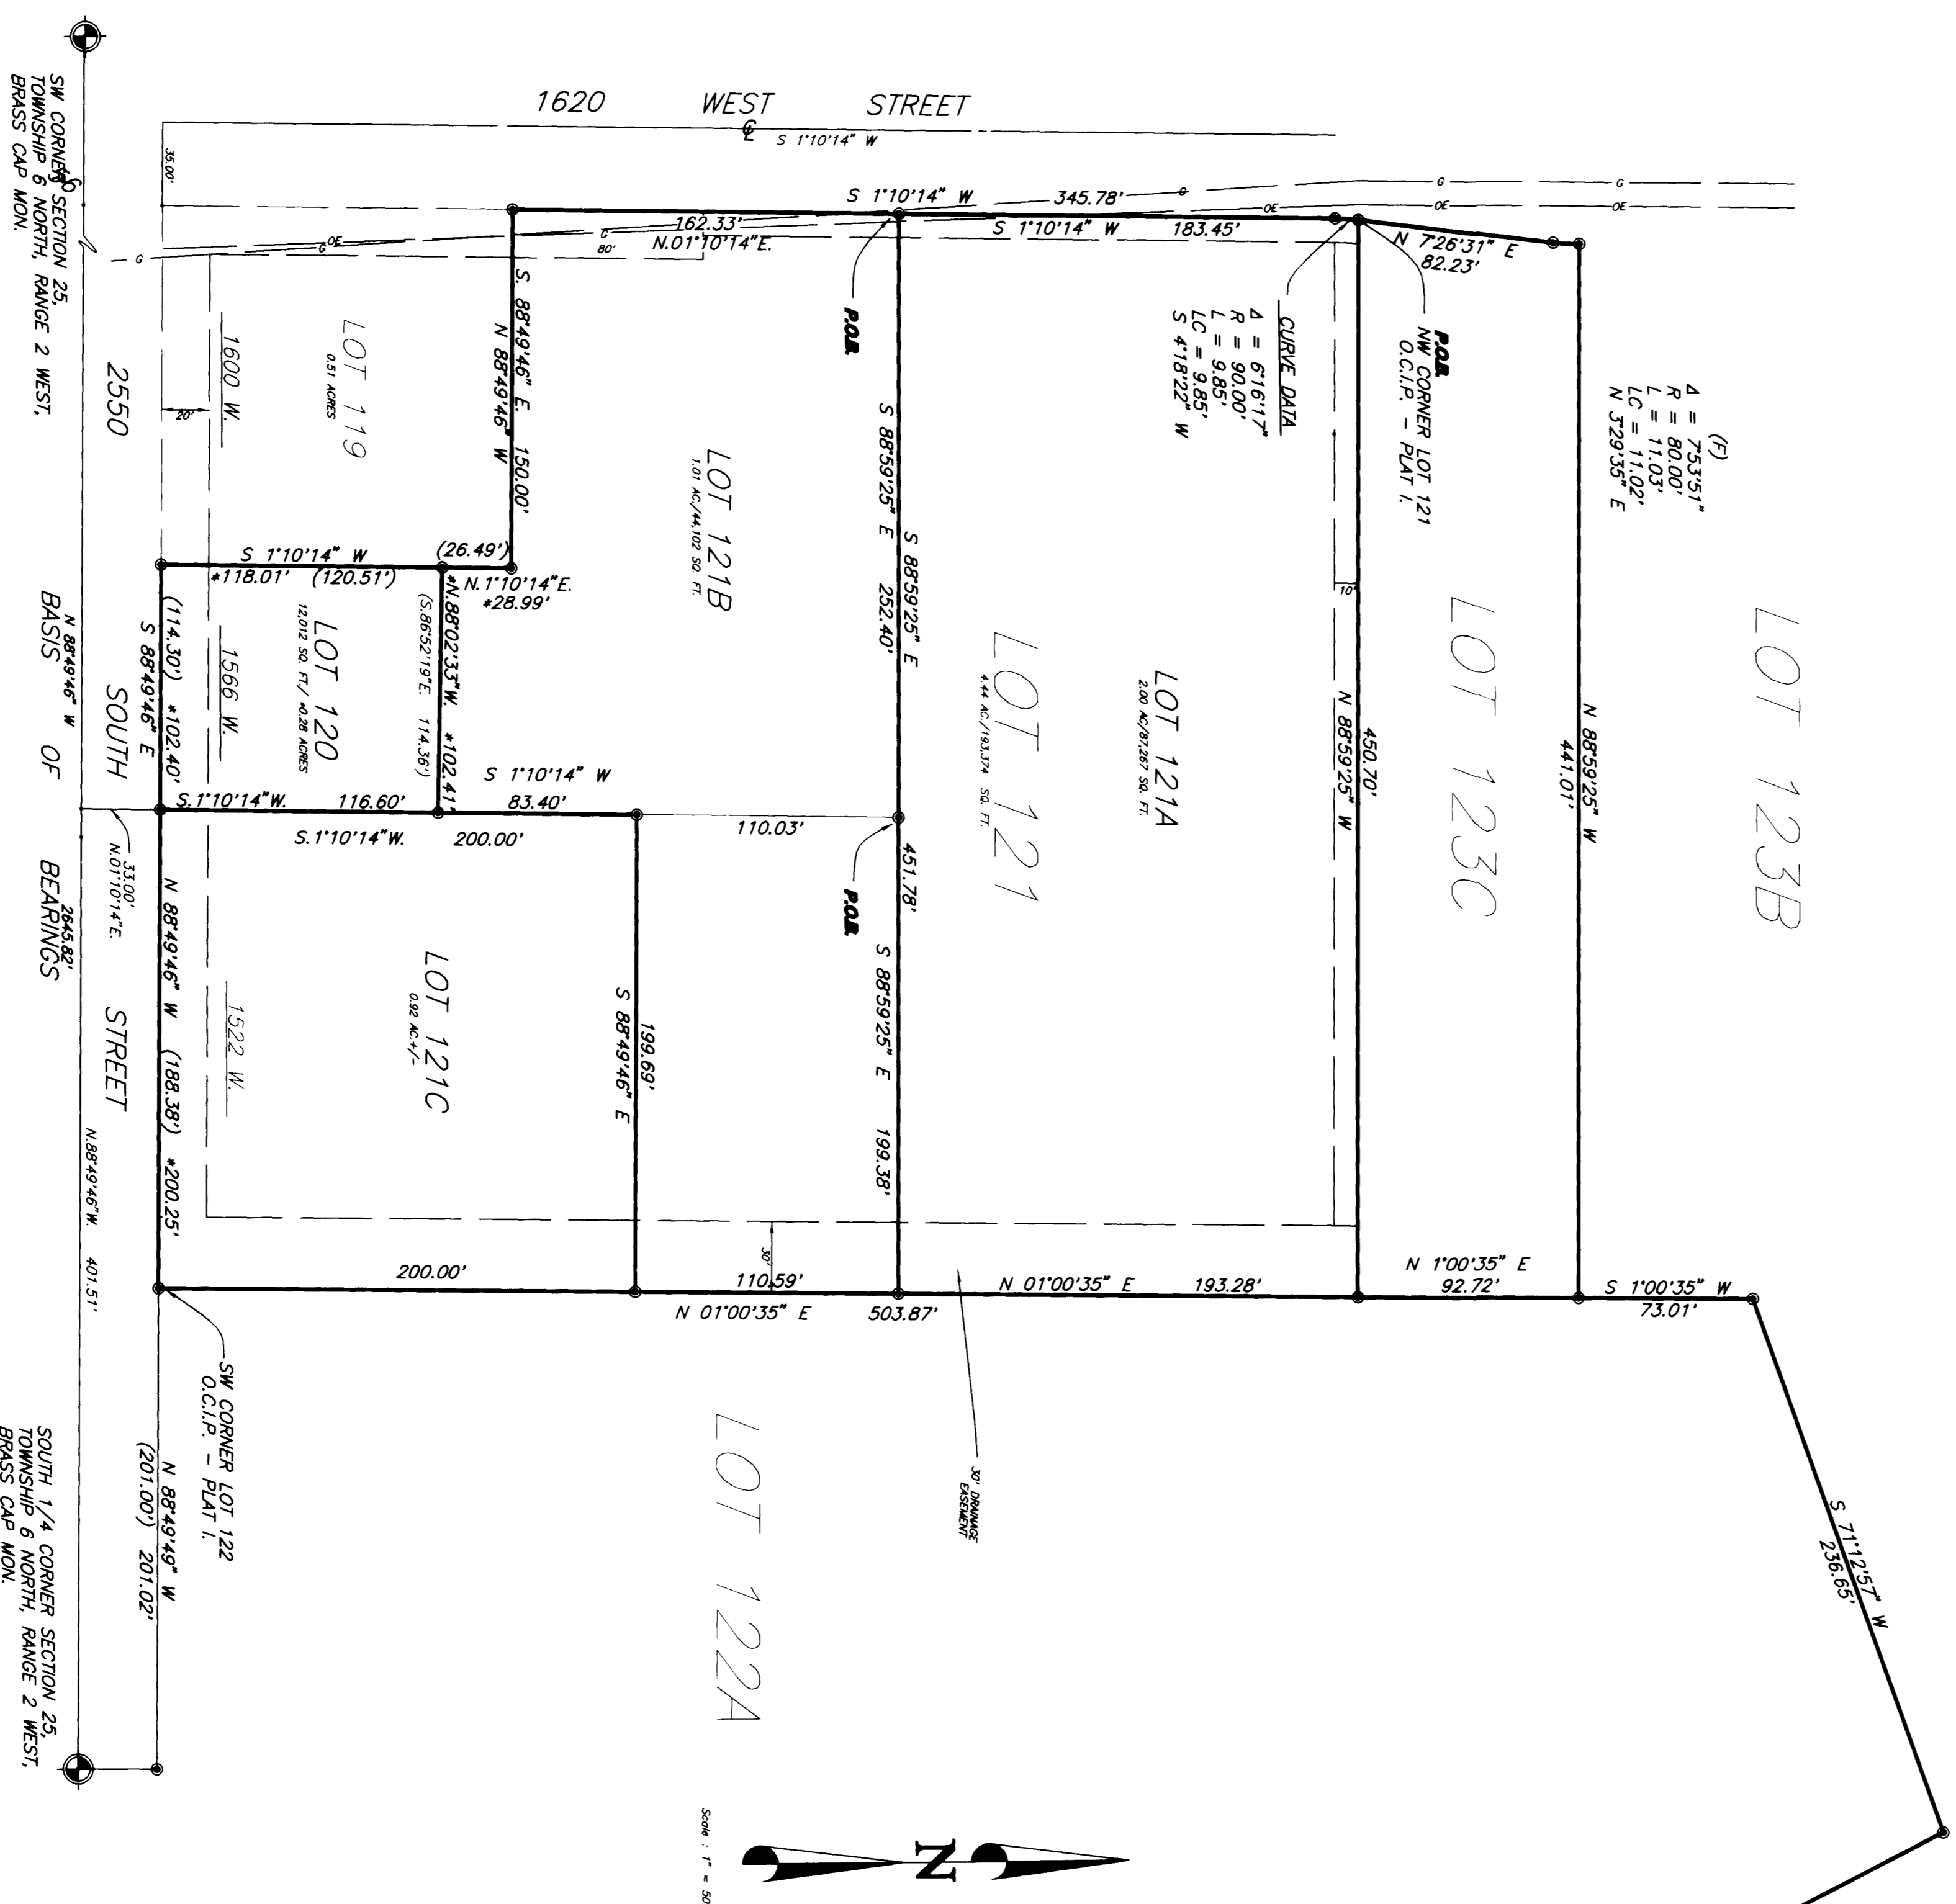 LOT 123B
(F)
Δ = 7°53'51"
R = 80.00'
L = 11.03'
LC = 11.02'
N 3°29'35" E
N 88°59'25" W
441.01'
LOT 123C
N 7°26'31" E
82.23'
P.O.B.
NW CORNER LOT 121
O.C.I.P. - PLAT 1.
450.70'
N 88°59'25" W
10'
CURVE DATA
Δ = 6°16'17"
R = 90.00'
L = 9.85'
LC = 9.85'
S 4°18'22" W
LOT 121A
2.00 AC/87,267 SQ. FT.
LOT 121
4.44 AC./193,374 SQ. FT.
1620 WEST STREET
℄
S 1°10'14" W
S 1°10'14" W 345.78'
S 1°10'14" W 183.45'
162.33'
N.01°10'14"E.
80'
G
G
G
G
G
G
OE
OE
OE
OE
P.O.B.
S 88°59'25" E
451.78'
S 88°59'25" E 252.40'
S 88°59'25" E 199.38'
P.O.B.
LOT 121B
1.01 AC./44,102 SQ. FT.
110.03'
S. 88°49'46" E. 150.00'
N 88°49'46" W
(26.49')
*N.1°10'14"E.
*28.99'
S 1°10'14" W
*118.01' (120.51')
*N.88°02'33"W. *102.41'
(S.86°52'19"E. 114.36')
S 1°10'14" W
83.40'
S.1°10'14"W. 116.60'
S.1°10'14"W. 200.00'
199.69'
S 88°49'46" E
LOT 119
0.51 ACRES
1600 W.
20'
35.00'
LOT 120
12,012 SQ. FT./ *0.28 ACRES
1566 W.
LOT 121C
0.92 AC.+/-
1522 W.
(114.30') *102.40'
S 88°49'46" E
N 88°49'46" W (188.38') *200.25'
33.00'
N.01°10'14"E.
2550 SOUTH STREET
N 88°49'46" W 2645.82'
BASIS OF BEARINGS
N.88°49'46"W. 401.51'
SW CORNER SECTION 25,
TOWNSHIP 6 NORTH, RANGE 2 WEST,
BRASS CAP MON.
200.00'
110.59'
30'
N 01°00'35" E 503.87'
N 01°00'35" E 193.28'
N 1°00'35" E
92.72'
S 1°00'35" W
73.01'
S 71°12'57" W
236.65'
30' DRAINAGE
EASEMENT
LOT 122A
SW CORNER LOT 122
O.C.I.P. - PLAT 1.
N 88°49'49" W
(201.00') 201.02'
SOUTH 1/4 CORNER SECTION 25,
TOWNSHIP 6 NORTH, RANGE 2 WEST,
BRASS CAP MON.
N
Scale : 1" = 50